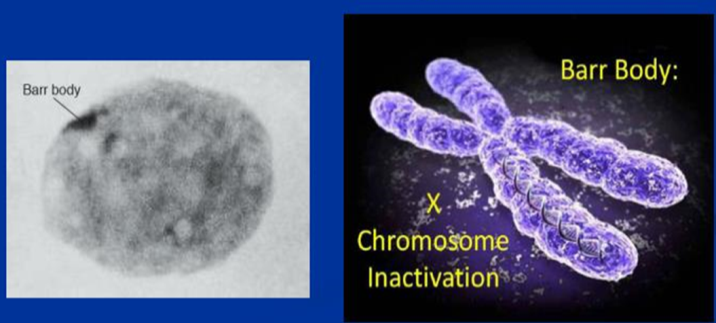 Barr body
Barr Body:
X
Chromosome
Inactivation